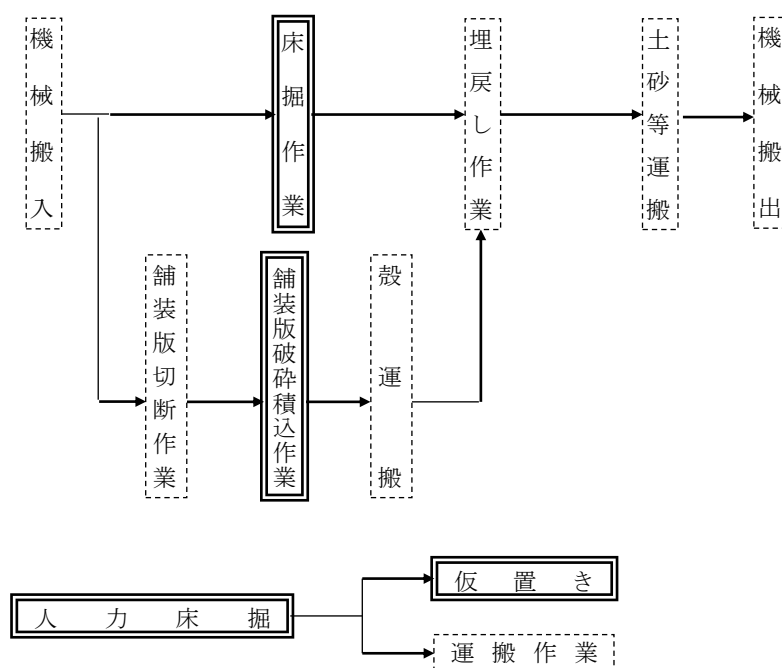 機械搬入
床掘作業
埋戻し作業
土砂等運搬
機械搬出
舗装版切断作業
舗装版破砕積込作業
殻運搬
人力床掘
仮置き
運搬作業